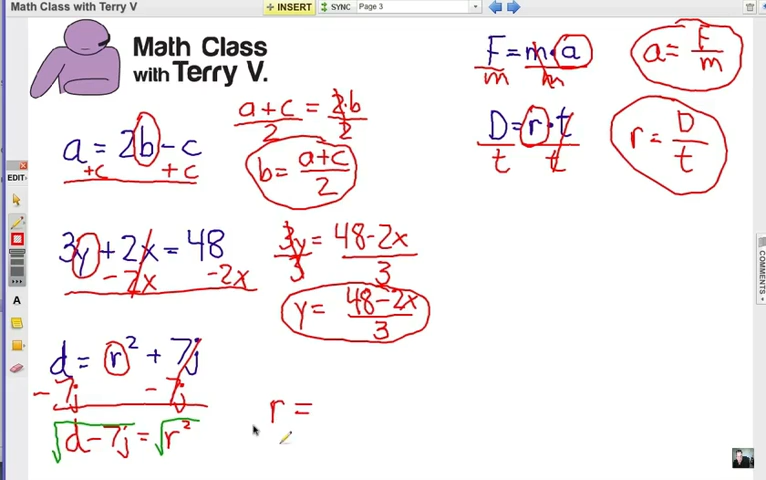 Math Class with Terry V
INSERT
SYNC
Page 3
Math Class
with Terry V.
a = 2b - c
+c +c
a+c = 2·b
2 2
b = a+c
2
3y + 2x = 48
-2x -2x
3y = 48-2x
3 3
y = 48-2x
3
d = r² + 7j
-7j -7j
√d-7j = √r²
r =
F = m·a
m m
a = F
m
D = r·t
t t
r = D
t
EDIT
A
COMMENTS